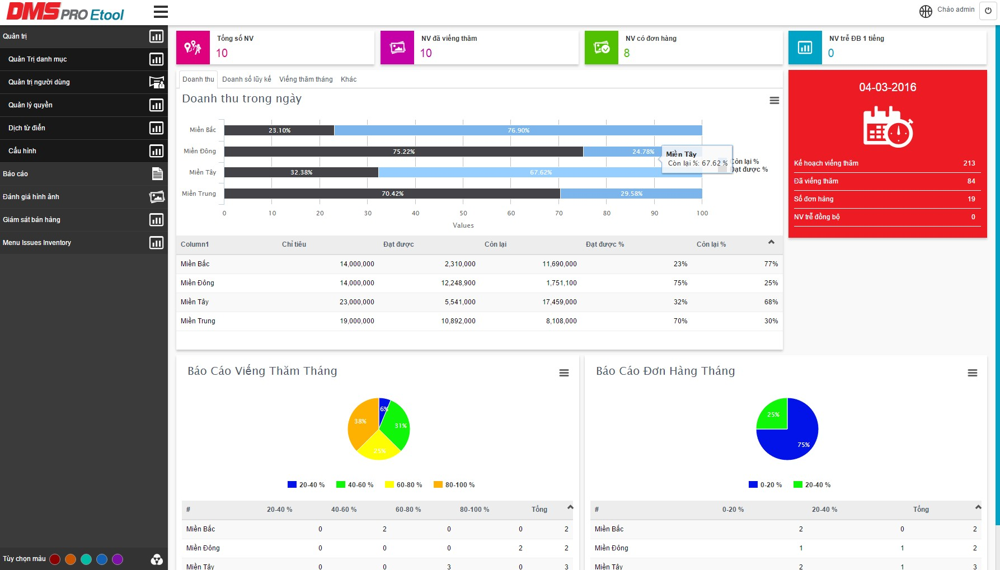 DMS PRO Etool
Chào admin
Quản trị
Quản Trị danh mục
Quản trị người dùng
Quản lý quyền
Dịch từ điển
Cấu hình
Báo cáo
Đánh giá hình ảnh
Giám sát bán hàng
Menu Issues Inventory
Tùy chọn màu
Tổng số NV
10
NV đã viếng thăm
10
NV có đơn hàng
8
NV trễ ĐB 1 tiếng
0
Doanh thu Doanh số lũy kế Viếng thăm tháng Khác
Doanh thu trong ngày
Miền Bắc 23.10% 76.90%
Miền Đông 75.22% 24.78%
Miền Tây 32.38% 67.62%
Miền Trung 70.42% 29.58%
0 10 20 30 40 50 60 70 80 90 100
Values
Miền Tây
Còn lại %: 67.62 %
Còn lại %
Đạt được %
Column1 Chỉ tiêu Đạt được Còn lại Đạt được % Còn lại %
Miền Bắc 14,000,000 2,310,000 11,690,000 23% 77%
Miền Đông 14,000,000 12,248,900 1,751,100 75% 25%
Miền Tây 23,000,000 5,541,000 17,459,000 32% 68%
Miền Trung 19,000,000 10,892,000 8,108,000 70% 30%
04-03-2016
Kế hoạch viếng thăm 213
Đã viếng thăm 84
Số đơn hàng 19
NV trễ đồng bộ 0
Báo Cáo Viếng Thăm Tháng
6%
31%
25%
38%
20-40 % 40-60 % 60-80 % 80-100 %
# 20-40 % 40-60 % 60-80 % 80-100 % Tổng
Miền Bắc 0 2 0 0 2
Miền Đông 0 0 0 2 2
Miền Tây 0 0 3 0 3
Báo Cáo Đơn Hàng Tháng
25%
75%
0-20 % 20-40 %
# 0-20 % 20-40 % Tổng
Miền Bắc 2 0 2
Miền Đông 1 1 2
Miền Tây 2 1 3